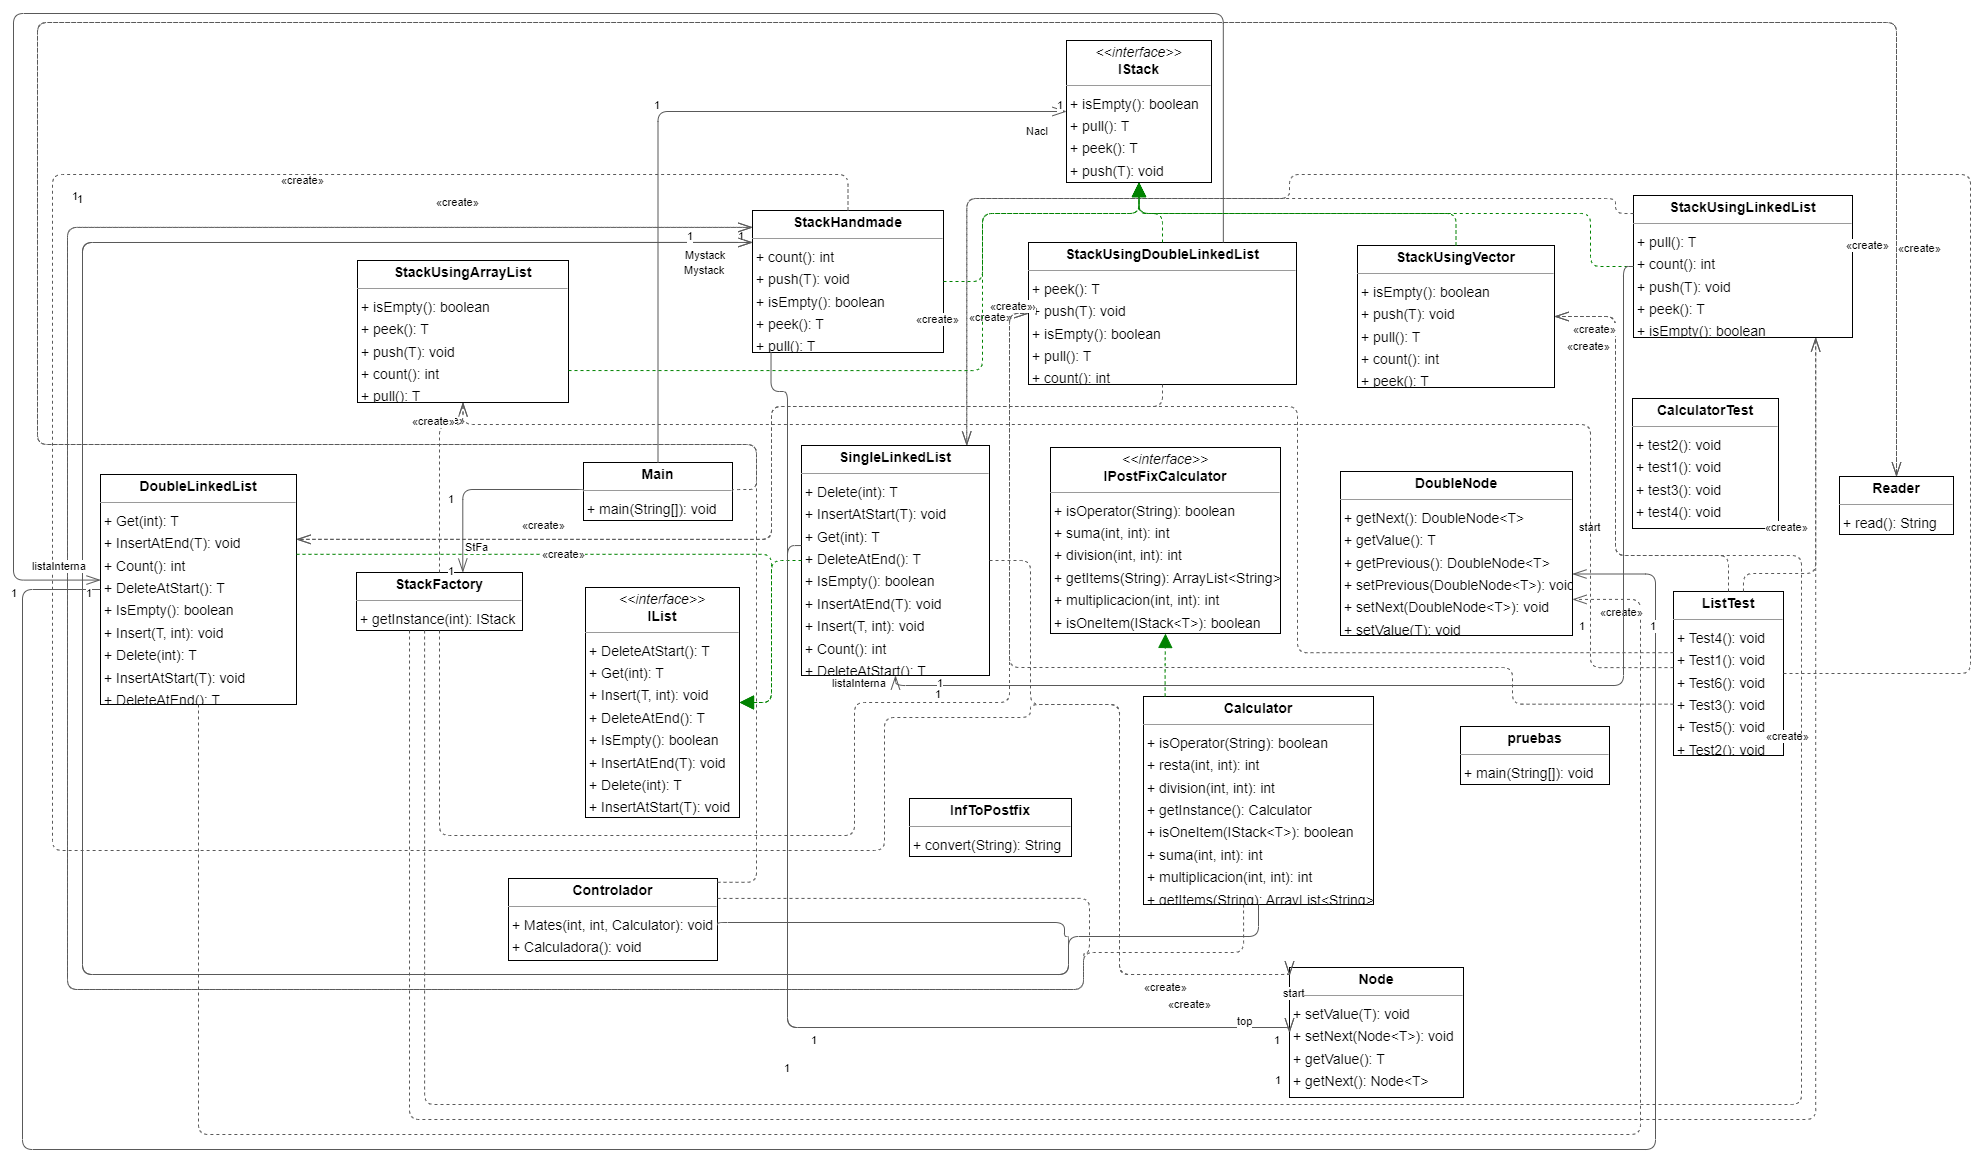 <<interface>>
IStack
+ isEmpty(): boolean
+ pull(): T
+ peek(): T
+ push(T): void
1
1
Nacl
«create»
1
1
«create»
StackHandmade
+ count(): int
+ push(T): void
+ isEmpty(): boolean
+ peek(): T
+ pull(): T
1
1
Mystack
Mystack
StackUsingLinkedList
+ pull(): T
+ count(): int
+ push(T): void
+ peek(): T
+ isEmpty(): boolean
«create»
«create»
StackUsingDoubleLinkedList
+ peek(): T
+ push(T): void
+ isEmpty(): boolean
+ pull(): T
+ count(): int
«create»
«create»
«create»
StackUsingVector
+ isEmpty(): boolean
+ push(T): void
+ pull(): T
+ count(): int
+ peek(): T
«create»
«create»
StackUsingArrayList
+ isEmpty(): boolean
+ peek(): T
+ push(T): void
+ count(): int
+ pull(): T
«create»
CalculatorTest
+ test2(): void
+ test1(): void
+ test3(): void
+ test4(): void
«create»
Reader
+ read(): String
DoubleLinkedList
+ Get(int): T
+ InsertAtEnd(T): void
+ Count(): int
+ DeleteAtStart(): T
+ IsEmpty(): boolean
+ Insert(T, int): void
+ Delete(int): T
+ InsertAtStart(T): void
+ DeleteAtEnd(): T
listaInterna
1
1
Main
+ main(String[]): void
1
«create»
StFa
«create»
1
StackFactory
+ getInstance(int): IStack
SingleLinkedList
+ Delete(int): T
+ InsertAtStart(T): void
+ Get(int): T
+ DeleteAtEnd(): T
+ IsEmpty(): boolean
+ InsertAtEnd(T): void
+ Insert(T, int): void
+ Count(): int
+ DeleteAtStart(): T
listaInterna
1
1
<<interface>>
IPostFixCalculator
+ isOperator(String): boolean
+ suma(int, int): int
+ division(int, int): int
+ getItems(String): ArrayList<String>
+ multiplicacion(int, int): int
+ isOneItem(IStack<T>): boolean
DoubleNode
+ getNext(): DoubleNode<T>
+ getValue(): T
+ getPrevious(): DoubleNode<T>
+ setPrevious(DoubleNode<T>): void
+ setNext(DoubleNode<T>): void
+ setValue(T): void
start
«create»
1
1
<<interface>>
IList
+ DeleteAtStart(): T
+ Get(int): T
+ Insert(T, int): void
+ DeleteAtEnd(): T
+ IsEmpty(): boolean
+ InsertAtEnd(T): void
+ Delete(int): T
+ InsertAtStart(T): void
ListTest
+ Test4(): void
+ Test1(): void
+ Test6(): void
+ Test3(): void
+ Test5(): void
+ Test2(): void
«create»
Calculator
+ isOperator(String): boolean
+ resta(int, int): int
+ division(int, int): int
+ getInstance(): Calculator
+ isOneItem(IStack<T>): boolean
+ suma(int, int): int
+ multiplicacion(int, int): int
+ getItems(String): ArrayList<String>
pruebas
+ main(String[]): void
InfToPostfix
+ convert(String): String
Controlador
+ Mates(int, int, Calculator): void
+ Calculadora(): void
Node
+ setValue(T): void
+ setNext(Node<T>): void
+ getValue(): T
+ getNext(): Node<T>
«create»
«create»
start
top
1
1
1
1